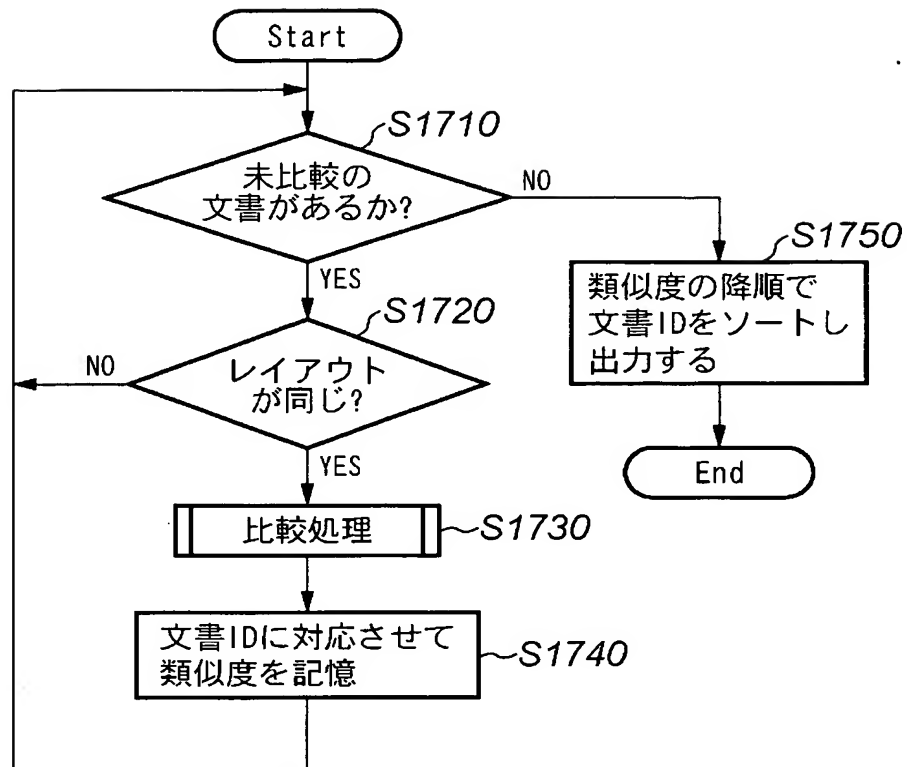 Start
S1710
未比較の
文書があるか?
NO
YES
S1750
類似度の降順で
文書IDをソートし
出力する
S1720
NO
レイアウト
が同じ?
YES
End
比較処理
S1730
文書IDに対応させて
類似度を記憶
S1740